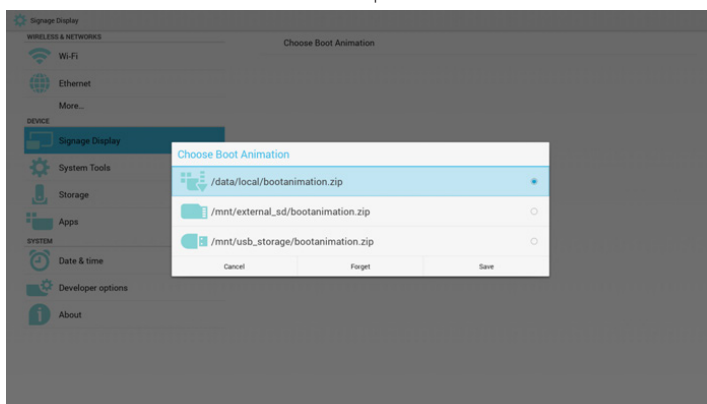 Signage Display
WIRELESS & NETWORKS
Choose Boot Animation
Wi-Fi
Ethernet
More...
DEVICE
Signage Display
System Tools
Storage
Apps
SYSTEM
Date & time
Developer options
About
Choose Boot Animation
/data/local/bootanimation.zip
/mnt/external_sd/bootanimation.zip
/mnt/usb_storage/bootanimation.zip
Cancel Forget Save